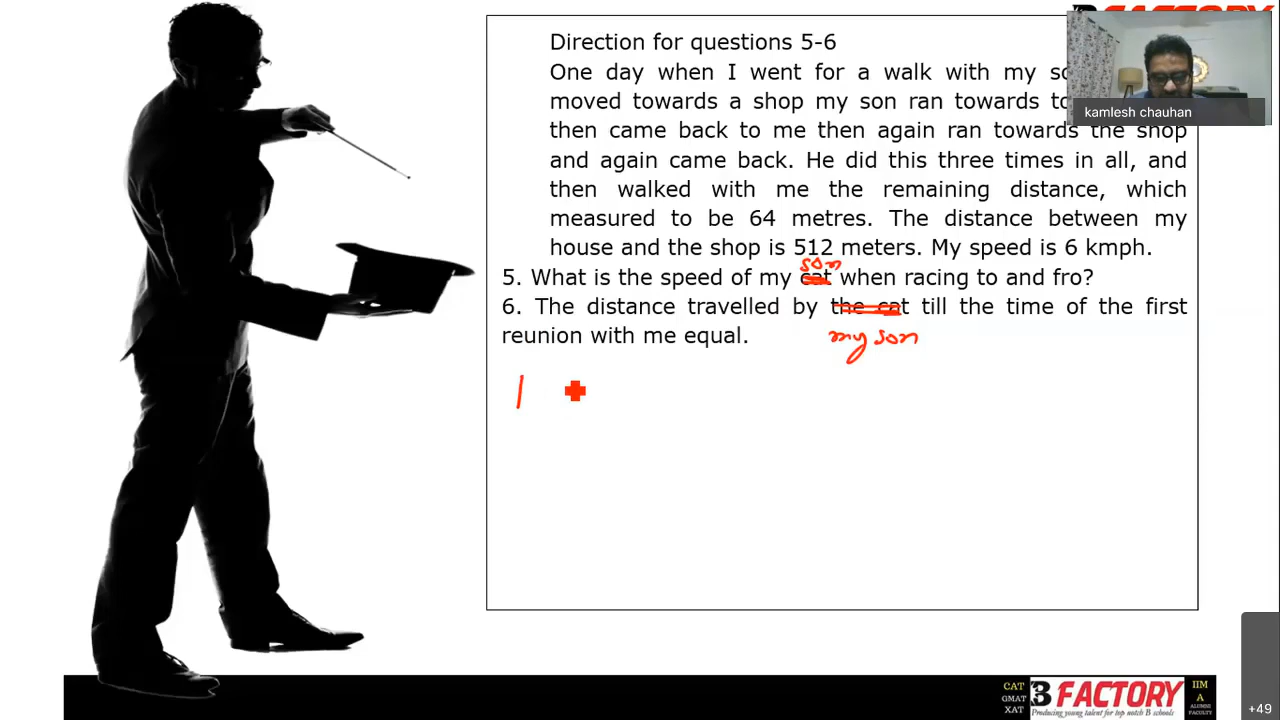 Direction for questions 5-6
One day when I went for a walk with my
moved towards a shop my son ran towards
then came back to me then again ran towards the shop
and again came back. He did this three times in all, and
then walked with me the remaining distance, which
measured to be 64 metres. The distance between my
house and the shop is 512 meters. My speed is 6 kmph.
son
5. What is the speed of my cat when racing to and fro?
6. The distance travelled by the cat till the time of the first
reunion with me equal.
my son
kamlesh chauhan
CAT
GMAT
XAT
B FACTORY
Producing young talent for top notch B schools
IIM
A
ALUMNI
FACULTY
+49